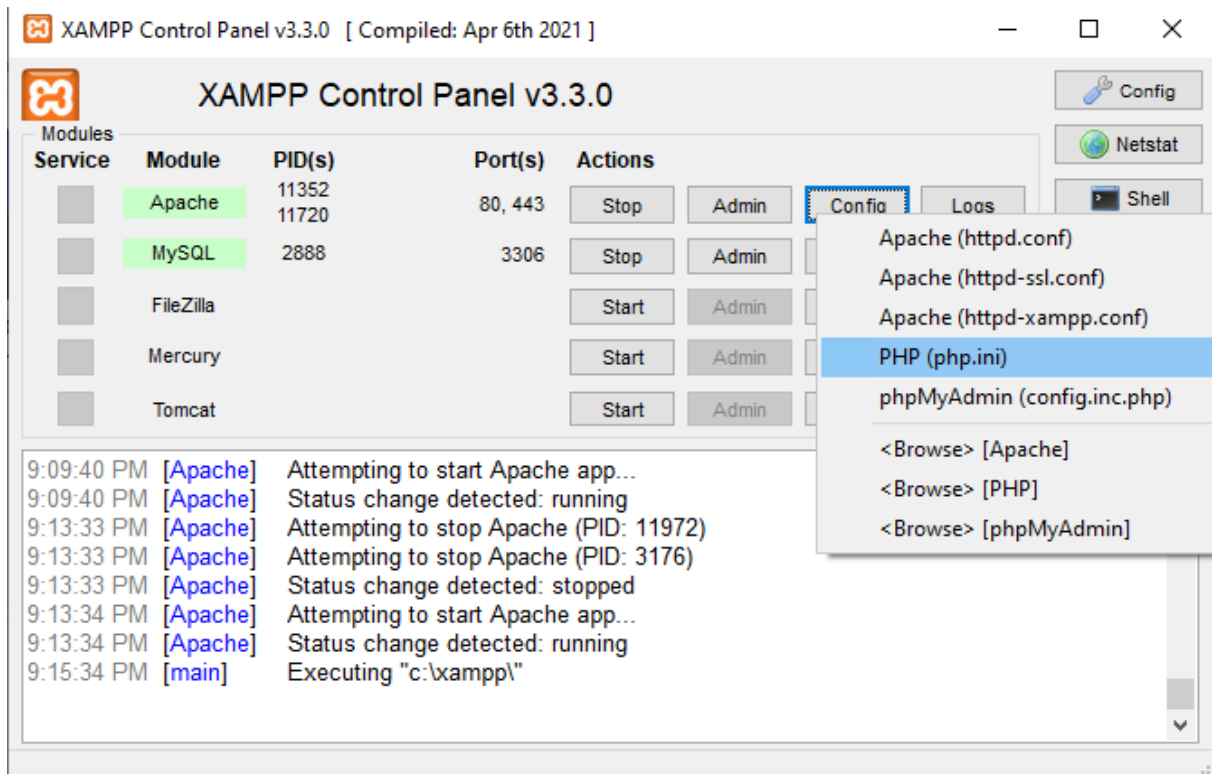 XAMPP Control Panel v3.3.0 [ Compiled: Apr 6th 2021 ]
XAMPP Control Panel v3.3.0
Config
Netstat
Shell
Modules
Service Module PID(s) Port(s) Actions
Apache 11352 11720 80, 443 Stop Admin Config Logs
MySQL 2888 3306 Stop Admin
FileZilla Start Admin
Mercury Start Admin
Tomcat Start Admin
Apache (httpd.conf)
Apache (httpd-ssl.conf)
Apache (httpd-xampp.conf)
PHP (php.ini)
phpMyAdmin (config.inc.php)
<Browse> [Apache]
<Browse> [PHP]
<Browse> [phpMyAdmin]
9:09:40 PM [Apache] Attempting to start Apache app...
9:09:40 PM [Apache] Status change detected: running
9:13:33 PM [Apache] Attempting to stop Apache (PID: 11972)
9:13:33 PM [Apache] Attempting to stop Apache (PID: 3176)
9:13:33 PM [Apache] Status change detected: stopped
9:13:34 PM [Apache] Attempting to start Apache app...
9:13:34 PM [Apache] Status change detected: running
9:15:34 PM [main] Executing "c:\xampp\"